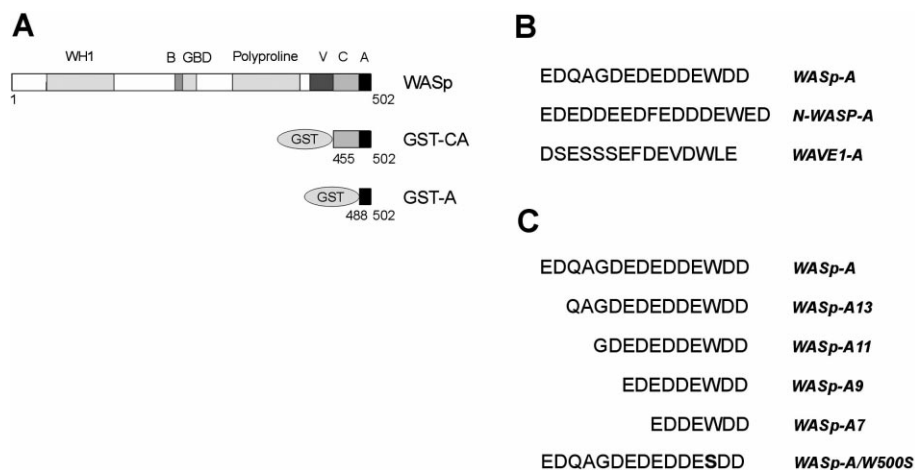 A
WH1 B GBD Polyproline V C A
WASp
1 502
GST GST-CA
455 502
GST GST-A
488 502
B
EDQAGDEDEDDEWDD WASp-A
EDEDDEEDFEDDDEWED N-WASP-A
DSESSSEFDEVDWLE WAVE1-A
C
EDQAGDEDEDDEWDD WASp-A
QAGDEDEDDEWDD WASp-A13
GDEDEDDEWDD WASp-A11
EDEDDEWDD WASp-A9
EDDEWDD WASp-A7
EDQAGDEDEDDESDD WASp-A/W500S